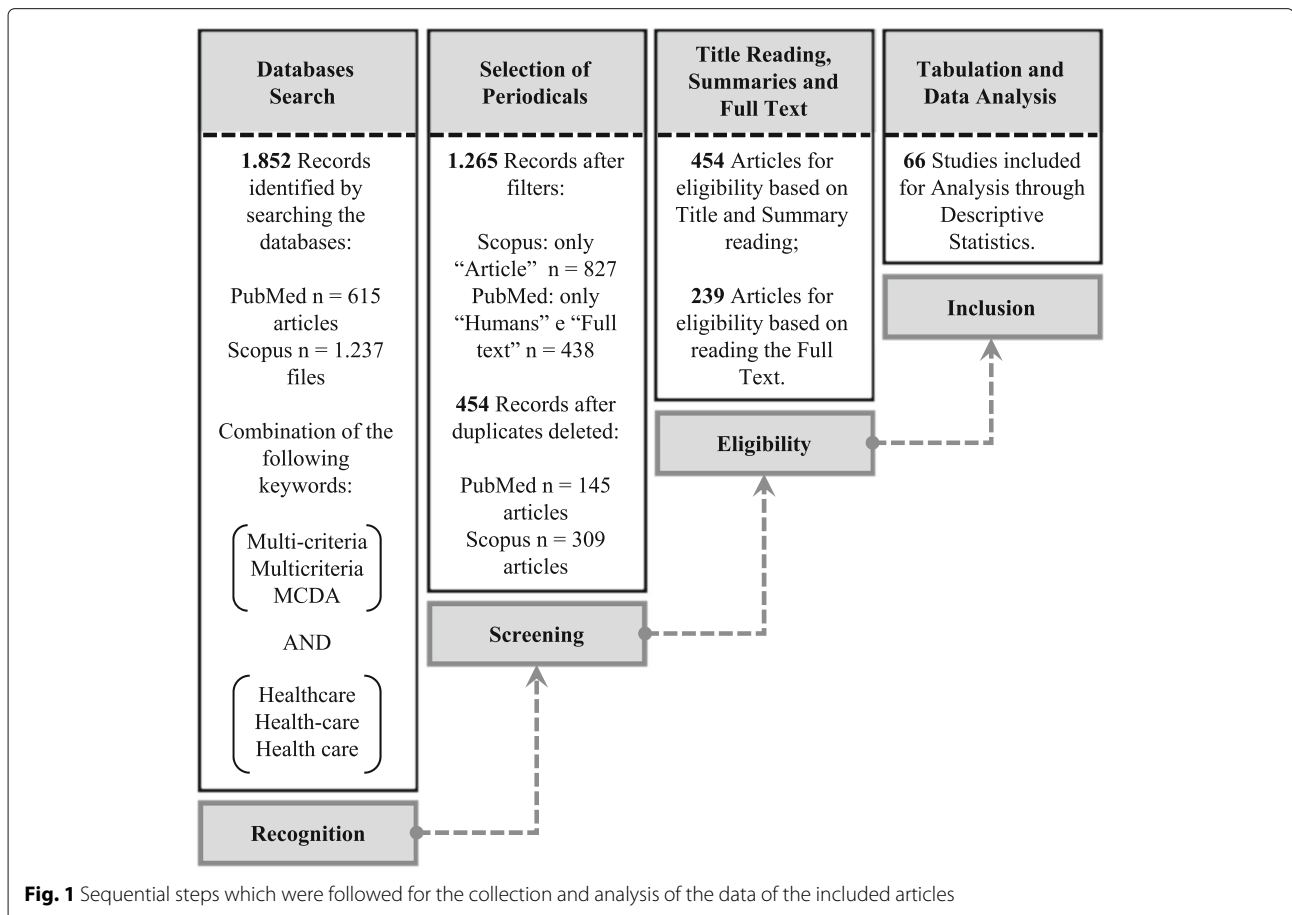 Databases
Search
1.852 Records
identified by
searching the
databases:
PubMed n = 615
articles
Scopus n = 1.237
files
Combination of the
following
keywords:
Multi-criteria
Multicriteria
MCDA
AND
Healthcare
Health-care
Health care
Recognition
Selection of
Periodicals
1.265 Records after
filters:
Scopus: only
“Article” n = 827
PubMed: only
“Humans” e “Full
text” n = 438
454 Records after
duplicates deleted:
PubMed n = 145
articles
Scopus n = 309
articles
Screening
Title Reading,
Summaries and
Full Text
454 Articles for
eligibility based on
Title and Summary
reading;
239 Articles for
eligibility based on
reading the Full
Text.
Eligibility
Tabulation and
Data Analysis
66 Studies included
for Analysis through
Descriptive
Statistics.
Inclusion
Fig. 1 Sequential steps which were followed for the collection and analysis of the data of the included articles